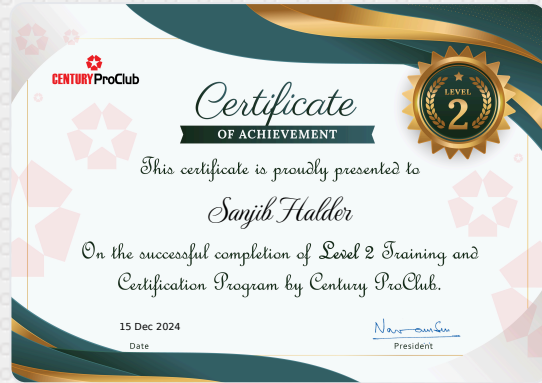 CENTURY ProClub
Certificate
OF ACHIEVEMENT
LEVEL
2
This certificate is proudly presented to
Sanjib Halder
On the successful completion of Level 2 Training and
Certification Program by Century ProClub.
15 Dec 2024
Date
President